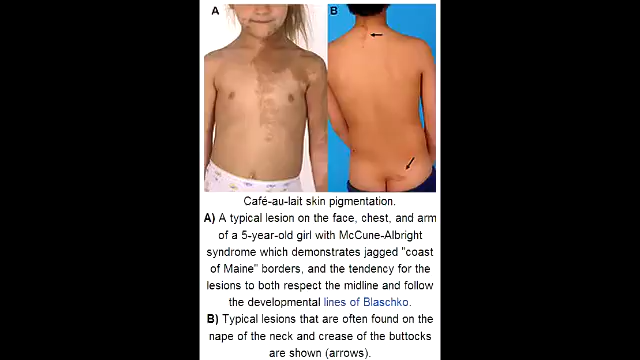 A
B
Café-au-lait skin pigmentation.
A) A typical lesion on the face, chest, and arm
of a 5-year-old girl with McCune-Albright
syndrome which demonstrates jagged "coast
of Maine" borders, and the tendency for the
lesions to both respect the midline and follow
the developmental lines of Blaschko.
B) Typical lesions that are often found on the
nape of the neck and crease of the buttocks
are shown (arrows).